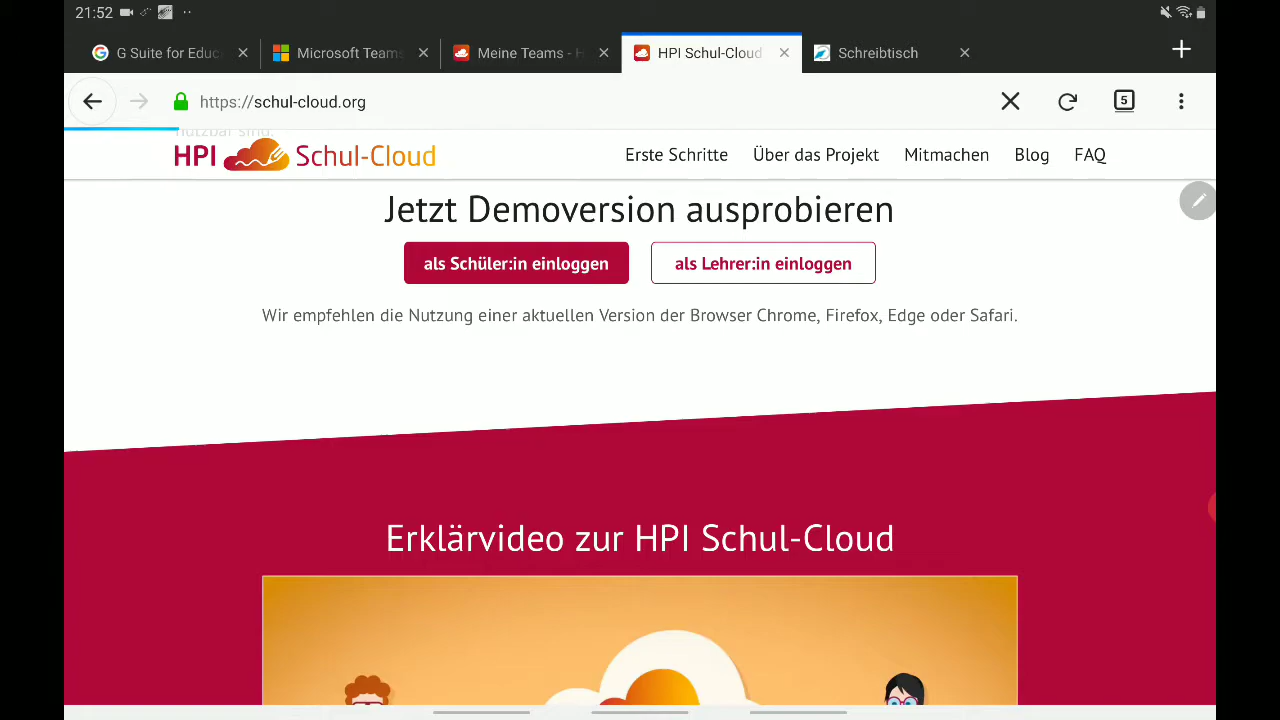 21:52
G Suite for Educ
Microsoft Teams
Meine Teams - H
HPI Schul-Cloud
Schreibtisch
https://schul-cloud.org
5
nutzbar sind.
HPI Schul-Cloud
Erste Schritte
Über das Projekt
Mitmachen
Blog
FAQ
Jetzt Demoversion ausprobieren
als Schüler:in einloggen
als Lehrer:in einloggen
Wir empfehlen die Nutzung einer aktuellen Version der Browser Chrome, Firefox, Edge oder Safari.
Erklärvideo zur HPI Schul-Cloud